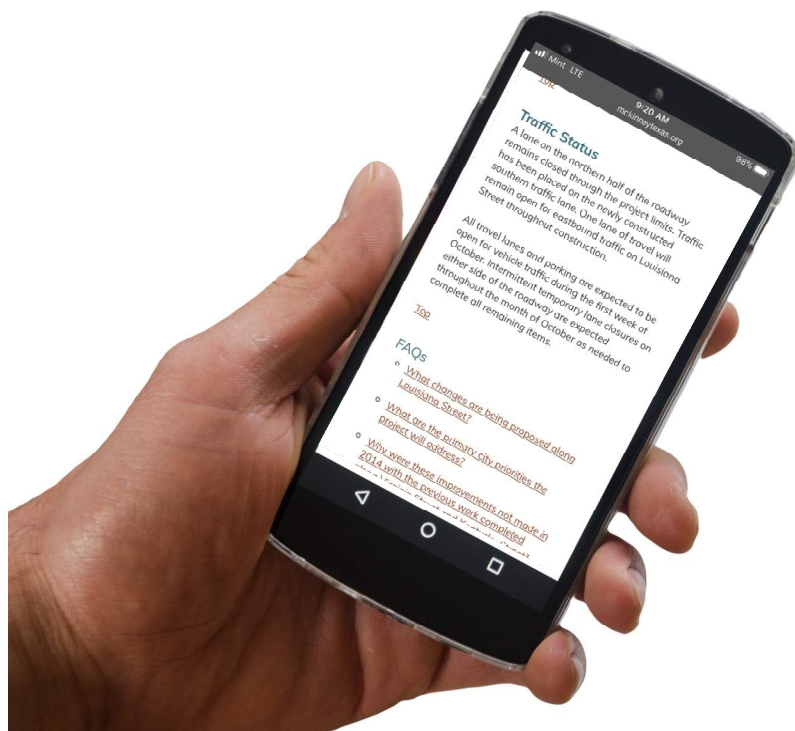 Mint LTE
9:20 AM
98%
mckinneytexas.org
Top
Traffic Status
A lane on the northern half of the roadway
remains closed through the project limits. Traffic
has been placed on the newly constructed
southern traffic lane. One lane of travel will
remain open for eastbound traffic on Louisiana
Street throughout construction.
All travel lanes and parking are expected to be
open for vehicle traffic during the first week of
October. Intermittent temporary lane closures on
either side of the roadway are expected
throughout the month of October as needed to
complete all remaining items.
Top
FAQs
What changes are being proposed along
Louisiana Street?
What are the primary city priorities the
project will address?
Why were these improvements not made in
2014 with the previous work completed